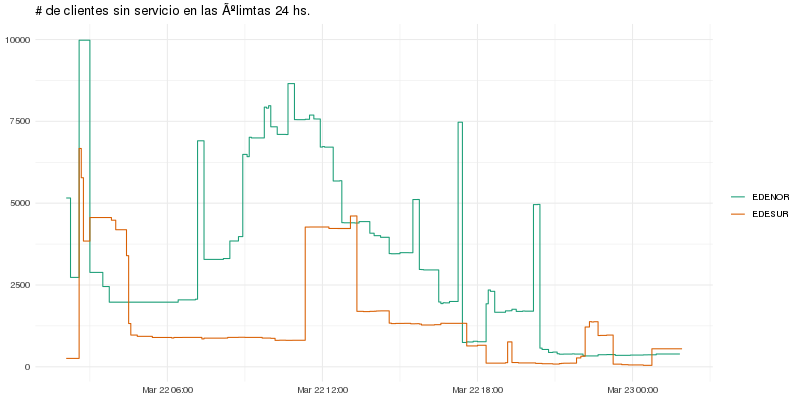 # de clientes sin servicio en las Ãºlimtas 24 hs.
10000
7500
5000
2500
0
Mar 22 06:00
Mar 22 12:00
Mar 22 18:00
Mar 23 00:00
EDENOR
EDESUR